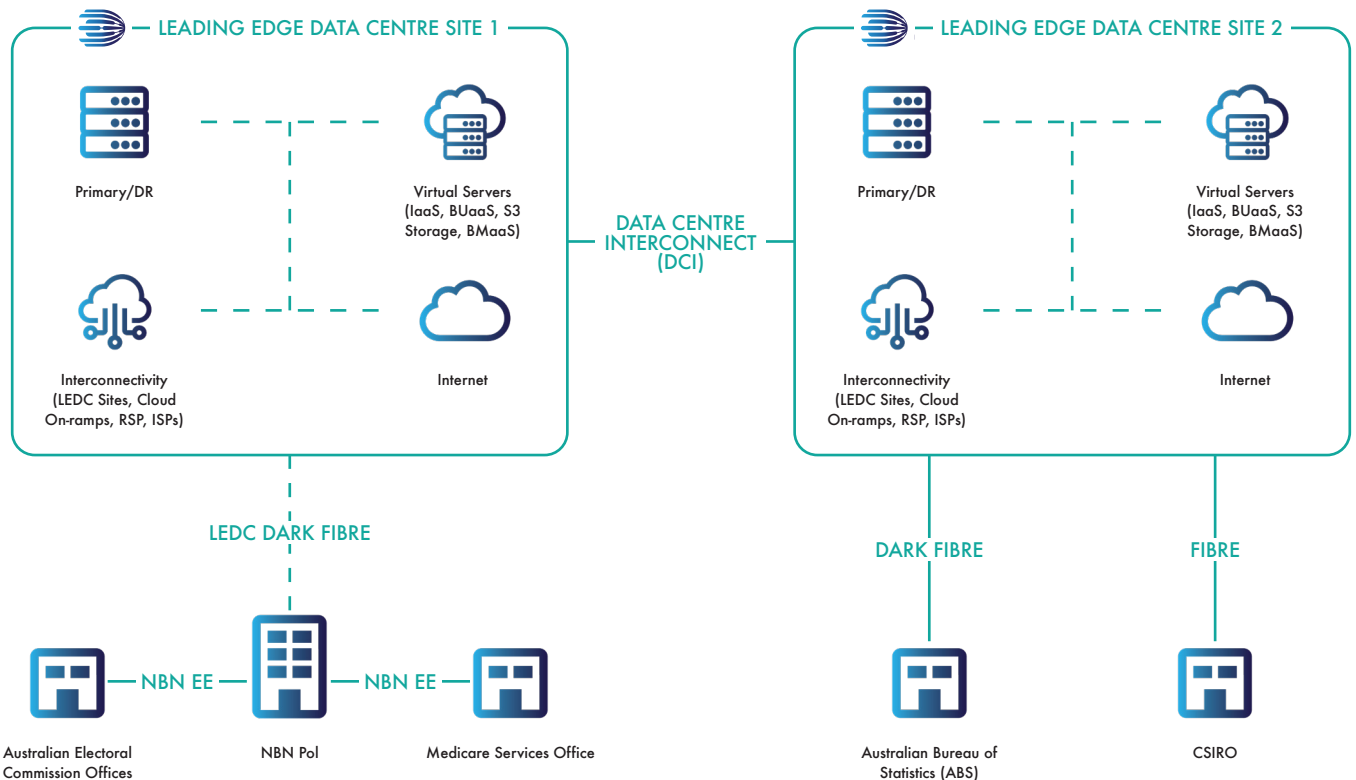 LEADING EDGE DATA CENTRE SITE 1
Primary/DR
Virtual Servers
(IaaS, BUaaS, S3
Storage, BMaaS)
Interconnectivity
(LEDC Sites, Cloud
On-ramps, RSP, ISPs)
Internet
DATA CENTRE
INTERCONNECT
(DCI)
LEADING EDGE DATA CENTRE SITE 2
Primary/DR
Virtual Servers
(IaaS, BUaaS, S3
Storage, BMaaS)
Interconnectivity
(LEDC Sites, Cloud
On-ramps, RSP, ISPs)
Internet
LEDC DARK FIBRE
DARK FIBRE
FIBRE
NBN EE
NBN EE
Australian Electoral
Commission Offices
NBN Pol
Medicare Services Office
Australian Bureau of
Statistics (ABS)
CSIRO